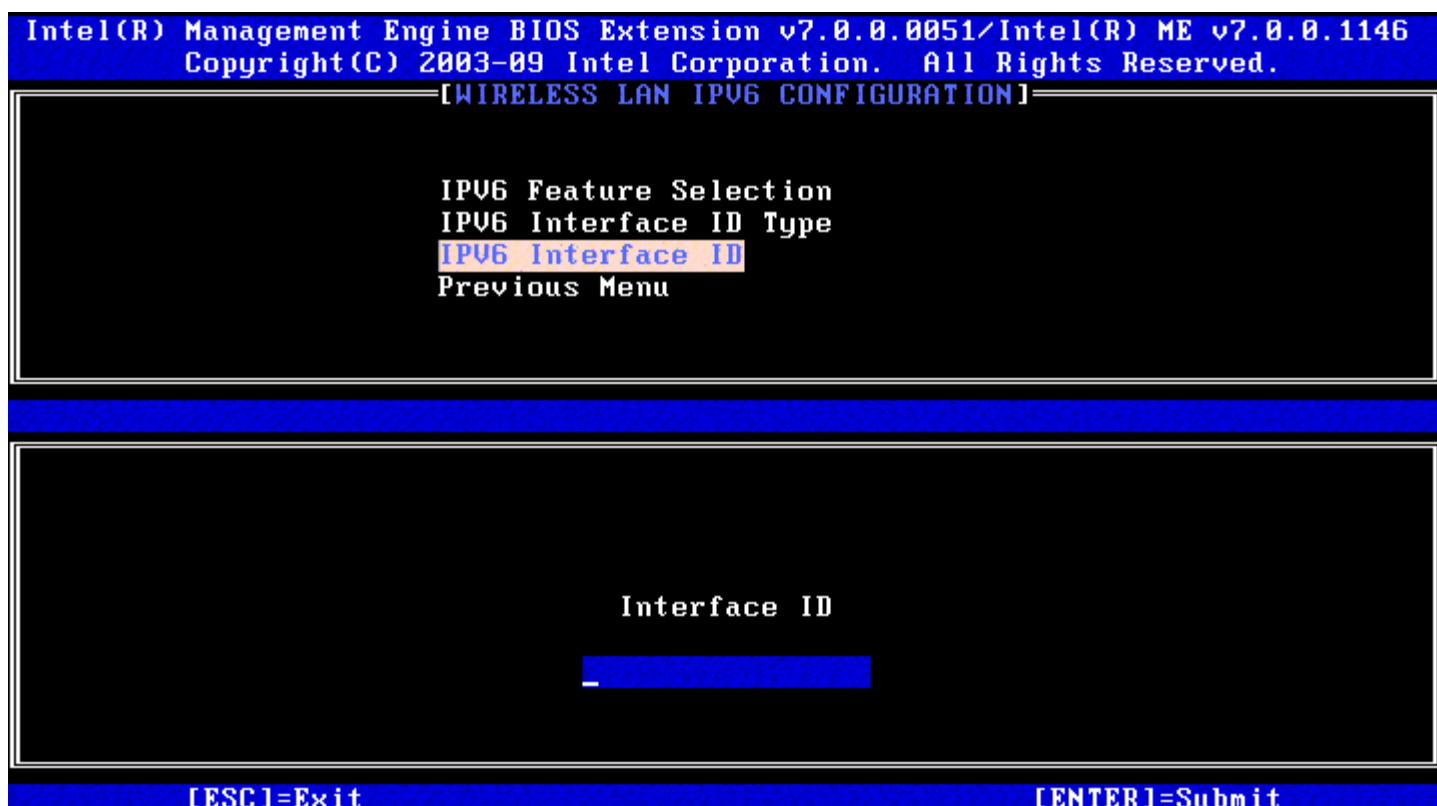 Intel(R) Management Engine BIOS Extension v7.0.0.0051/Intel(R) ME v7.0.0.1146
Copyright(C) 2003-09 Intel Corporation. All Rights Reserved.
[WIRELESS LAN IPV6 CONFIGURATION]
IPV6 Feature Selection
IPV6 Interface ID Type
IPV6 Interface ID
Previous Menu
Interface ID
[ESC]=Exit [ENTER]=Submit